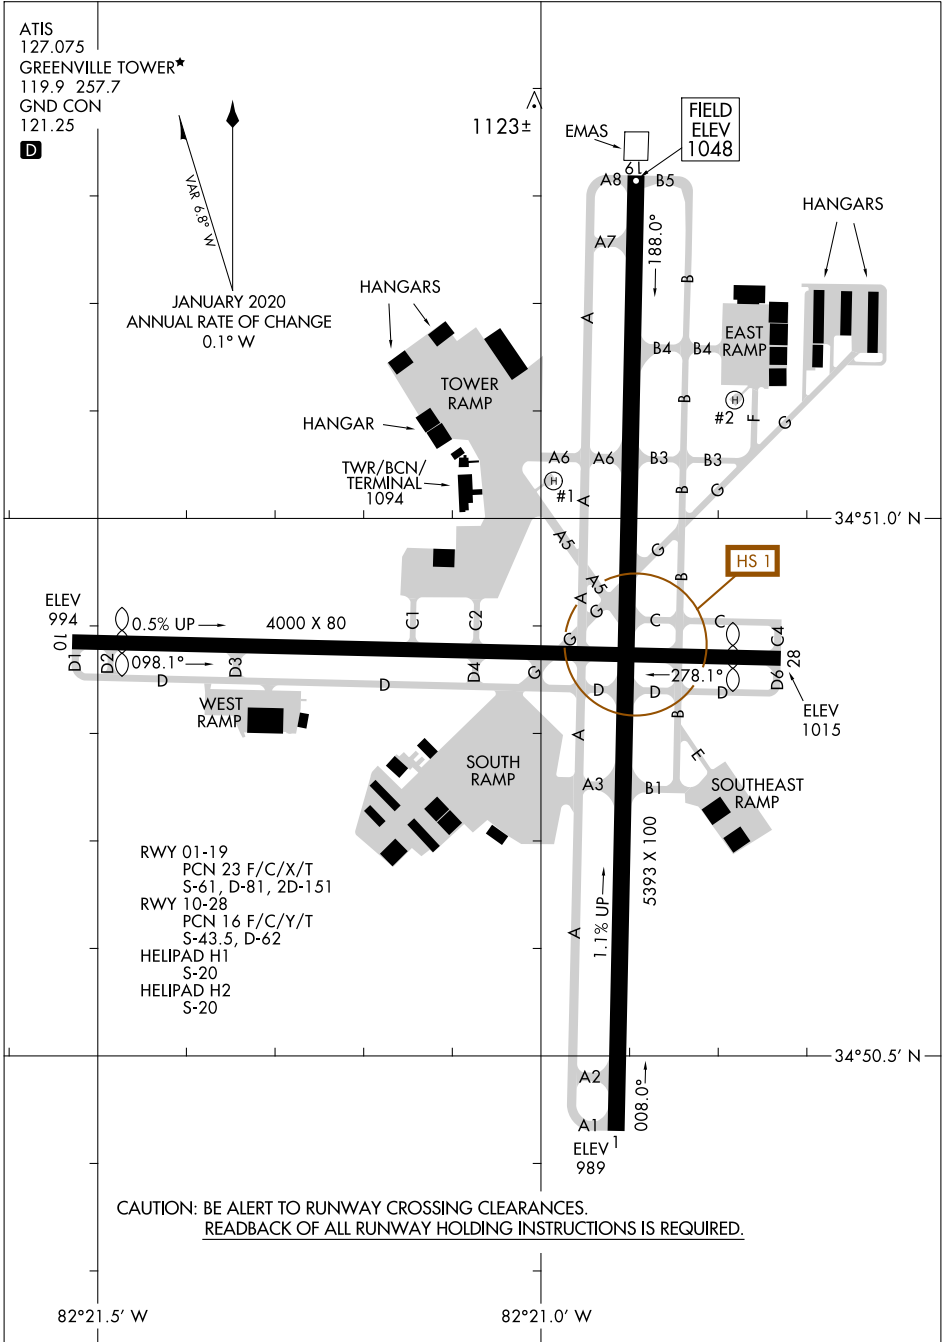 ATIS
127.075
GREENVILLE TOWER★
119.9 257.7
GND CON
121.25
D
VAR 6.8° W
JANUARY 2020
ANNUAL RATE OF CHANGE
0.1° W
1123±
EMAS
FIELD
ELEV
1048
19
A8
B5
A7
188.0°
B
HANGARS
HANGARS
A
B4
B4
EAST
RAMP
TOWER
RAMP
B
H
#2
F
G
HANGAR
A6
A6
B3
B3
TWR/BCN/
TERMINAL
1094
H
#1
A
B
G
34°51.0' N
A5
G
HS 1
A5
B
ELEV
994
10
0.5% UP
4000 X 80
C1
C2
A
G
C
C
C4
G
D1
D2
098.1°
D3
D4
G
278.1°
D6
28
D
D
D
D
D
ELEV
1015
WEST
RAMP
B
A
E
SOUTH
RAMP
A3
B1
SOUTHEAST
RAMP
5393 X 100
RWY 01-19
PCN 23 F/C/X/T
S-61, D-81, 2D-151
RWY 10-28
PCN 16 F/C/Y/T
S-43.5, D-62
HELIPAD H1
S-20
HELIPAD H2
S-20
A
1.1% UP
34°50.5' N
A2
008.0°
A1
1
ELEV
989
CAUTION: BE ALERT TO RUNWAY CROSSING CLEARANCES.
READBACK OF ALL RUNWAY HOLDING INSTRUCTIONS IS REQUIRED.
82°21.5' W
82°21.0' W